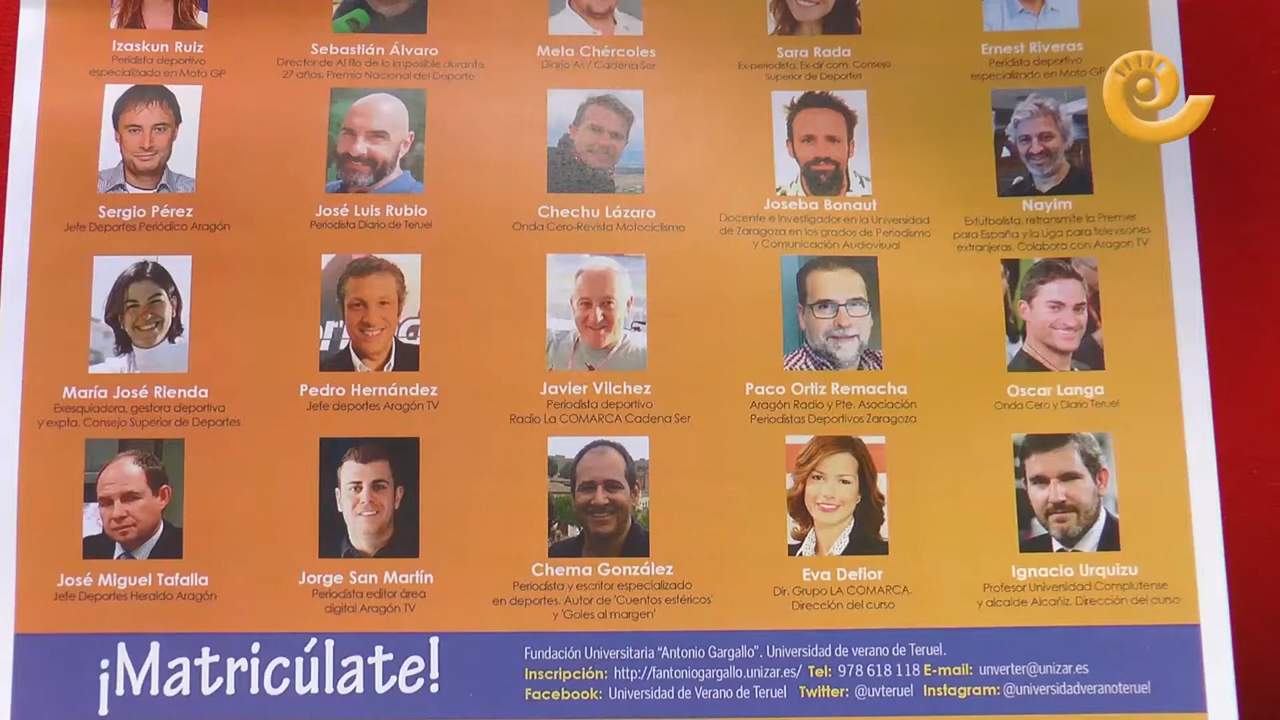 Izaskun Ruiz
Peridista deportivo
especializado en Moto GP
Sebastián Álvaro
Director de Al filo de lo imposible durante
27 años. Premio Nacional del Deporte
Mela Chércoles
Diario As / Cadena Ser
Sara Rada
Ex periodista. Ex-dir com. Consejo
Superior de Deportes
Ernest Riveras
Peridista deportivo
especializado en Moto GP
Sergio Pérez
Jefe Deportes Periódico Aragón
José Luis Rubio
Periodista Diario de Teruel
Chechu Lázaro
Onda Cero-Revista Motociclismo
Joseba Bonaut
Docente e Investigador en la Universidad
de Zaragoza en los grados de Periodismo
y Comunicación Audiovisual
Nayim
Exfutbolista, retransmite la Premier
para España y la Liga para televisones
extranjeras. Colabora con Aragon TV
María José Rienda
Exesquiadora, gestora deportiva
y expta. Consejo Superior de Deportes
Pedro Hernández
Jefe deportes Aragón TV
Javier Vilchez
Periodista deportivo
Radio La COMARCA Cadena Ser
Paco Ortiz Remacha
Aragón Radio y Pte. Asociación
Periodistas Deportivos Zaragoza
Oscar Langa
Onda Cero y Diario Teruel
José Miguel Tafalla
Jefe Deportes Heraldo Aragón
Jorge San Martín
Periodista editor área
digital Aragón TV
Chema González
Periodista y escritor especializado
en deportes. Autor de 'Cuentos esféricos'
y 'Goles al margen'
Eva Defior
Dir. Grupo LA COMARCA.
Dirección del curso
Ignacio Urquizu
Profesor Universidad Complutense
y alcalde Alcañiz. Dirección del curso
¡Matricúlate!
Fundación Universitaria "Antonio Gargallo". Universidad de verano de Teruel.
Inscripción: http://fantoniogargallo.unizar.es/ Tel: 978 618 118 E-mail: unverter@unizar.es
Facebook: Universidad de Verano de Teruel Twitter: @uvteruel Instagram: @universidadveranoteruel